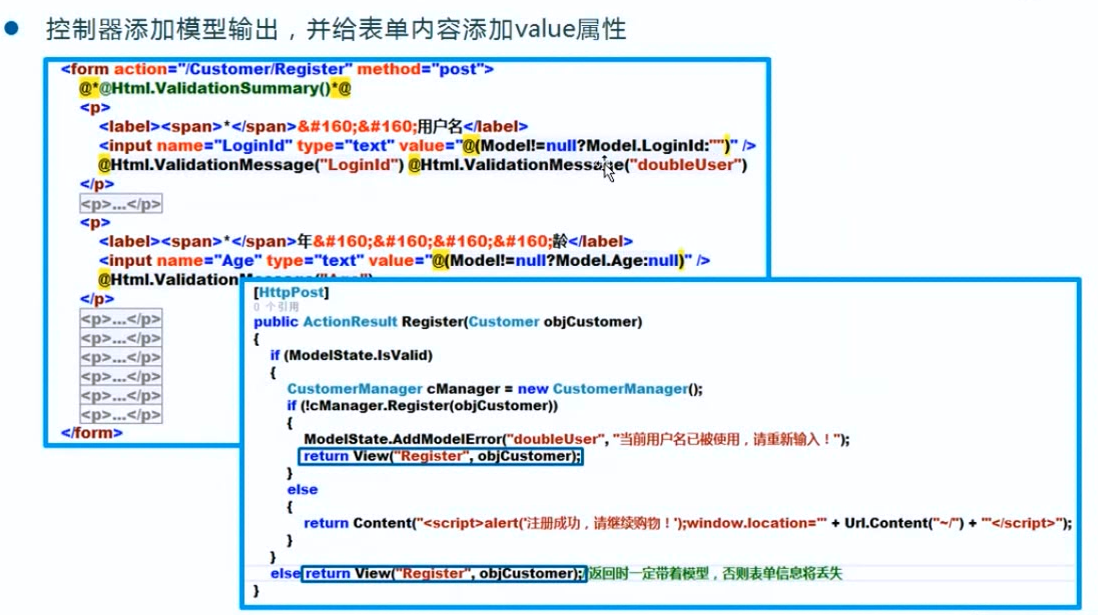 控制器添加模型输出，并给表单内容添加value属性
<form action="/Customer/Register" method="post">
@*@Html.ValidationSummary()*@
<p>
<label><span>*</span>&#160;&#160;用户名</label>
<input name="LoginId" type="text" value="@(Model!=null?Model.LoginId:"")" />
@Html.ValidationMessage("LoginId") @Html.ValidationMessage("doubleUser")
</p>
<p>...</p>
<p>
<label><span>*</span>年&#160;&#160;&#160;&#160;龄</label>
<input name="Age" type="text" value="@(Model!=null?Model.Age:null)" />
@Html.ValidationMessage("Age")
</p>
<p>...</p>
<p>...</p>
<p>...</p>
<p>...</p>
<p>...</p>
<p>...</p>
</form>
[HttpPost]
0 个引用
public ActionResult Register(Customer objCustomer)
{
if (ModelState.IsValid)
{
CustomerManager cManager = new CustomerManager();
if (!cManager.Register(objCustomer))
{
ModelState.AddModelError("doubleUser", "当前用户名已被使用，请重新输入！");
return View("Register", objCustomer);
}
else
{
return Content("<script>alert('注册成功，请继续购物！');window.location='" + Url.Content("~/") + "'</script>");
}
}
else return View("Register", objCustomer);//返回时一定带着模型，否则表单信息将丢失
}